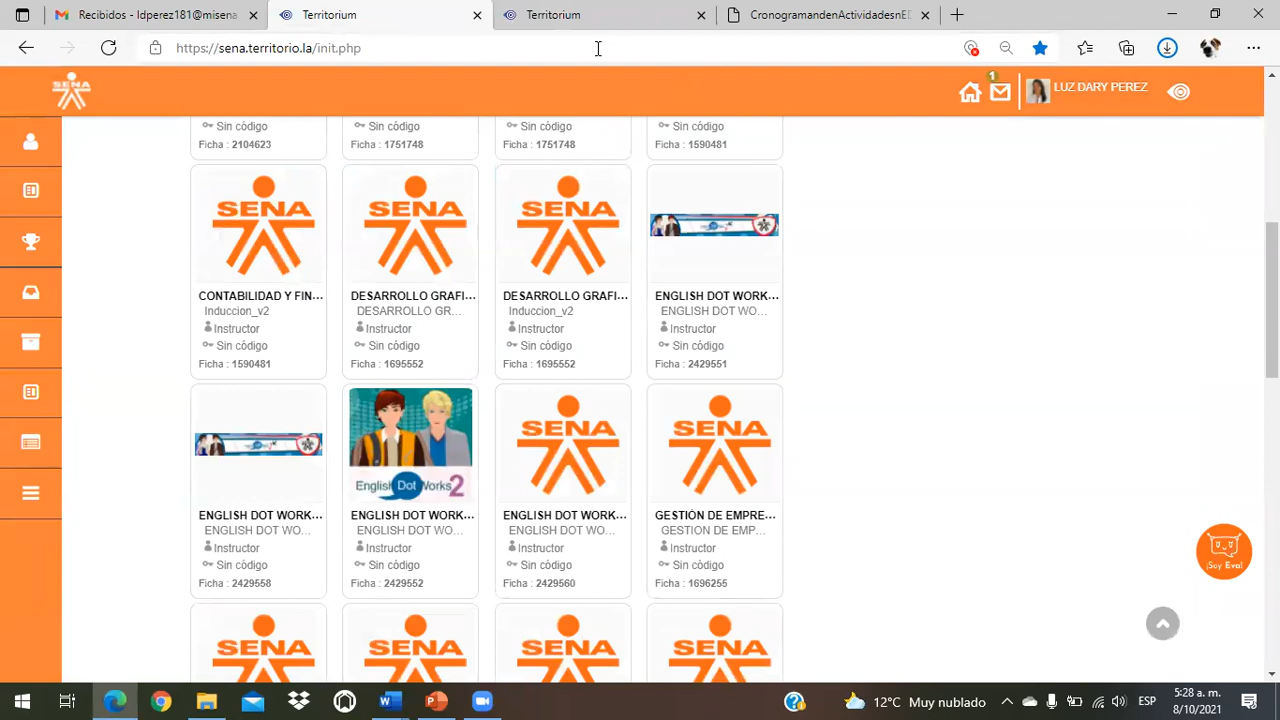 Recibidos - ldperez181@misena
Territorium
Territorium
CronogramandenActividadesnED
https://sena.territorio.la/init.php
SENA
1
LUZ DARY PEREZ
Sin código
Sin código
Sin código
Sin código
Ficha : 2104623
Ficha : 1751748
Ficha : 1751748
Ficha : 1590481
SENA
SENA
SENA
CONTABILIDAD Y FIN...
DESARROLLO GRAFI...
DESARROLLO GRAFI...
ENGLISH DOT WORK...
Induccion_v2
DESARROLLO GR...
Induccion_v2
ENGLISH DOT WO...
Instructor
Instructor
Instructor
Instructor
Sin código
Sin código
Sin código
Sin código
Ficha : 1590481
Ficha : 1695552
Ficha : 1695552
Ficha : 2429551
English Dot Works 2
SENA
SENA
ENGLISH DOT WORK...
ENGLISH DOT WORK...
ENGLISH DOT WORK...
GESTIÓN DE EMPRE...
ENGLISH DOT WO...
ENGLISH DOT WO...
ENGLISH DOT WO...
GESTIÓN DE EMP...
Instructor
Instructor
Instructor
Instructor
Sin código
Sin código
Sin código
Sin código
Ficha : 2429558
Ficha : 2429552
Ficha : 2429560
Ficha : 1696255
¡Soy Eva!
SENA
SENA
SENA
SENA
12°C Muy nublado
ESP
5:28 a. m.
8/10/2021